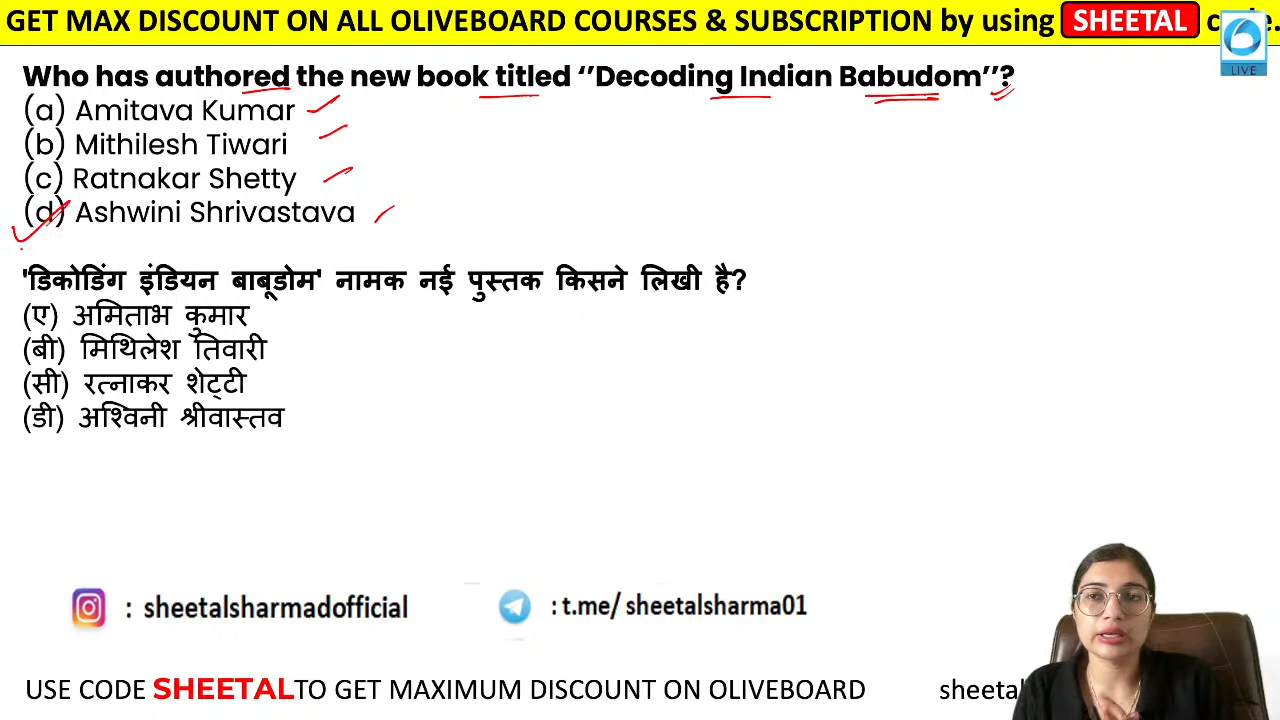 GET MAX DISCOUNT ON ALL OLIVEBOARD COURSES & SUBSCRIPTION by using SHEETAL code.
LIVE
Who has authored the new book titled ‘’Decoding Indian Babudom’’?
(a) Amitava Kumar
(b) Mithilesh Tiwari
(c) Ratnakar Shetty
(d) Ashwini Shrivastava
'डिकोडिंग इंडियन बाबूडोम' नामक नई पुस्तक किसने लिखी है?
(ए) अमिताभ कुमार
(बी) मिथिलेश तिवारी
(सी) रत्नाकर शेट्टी
(डी) अश्विनी श्रीवास्तव
: sheetalsharmadofficial
: t.me/ sheetalsharma01
USE CODE SHEETALTO GET MAXIMUM DISCOUNT ON OLIVEBOARD
sheetal